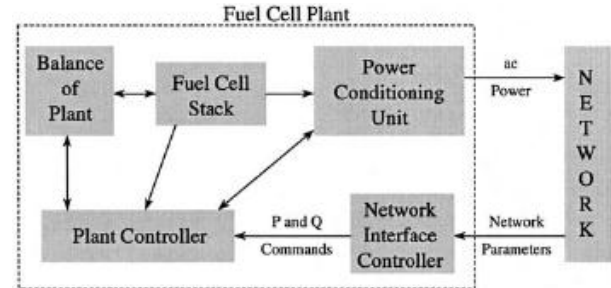 Fuel Cell Plant
Balance
of
Plant
Fuel Cell
Stack
Power
Conditioning
Unit
ac
Power
N
E
T
W
O
R
K
Plant Controller
P and Q
Commands
Network
Interface
Controller
Network
Parameters